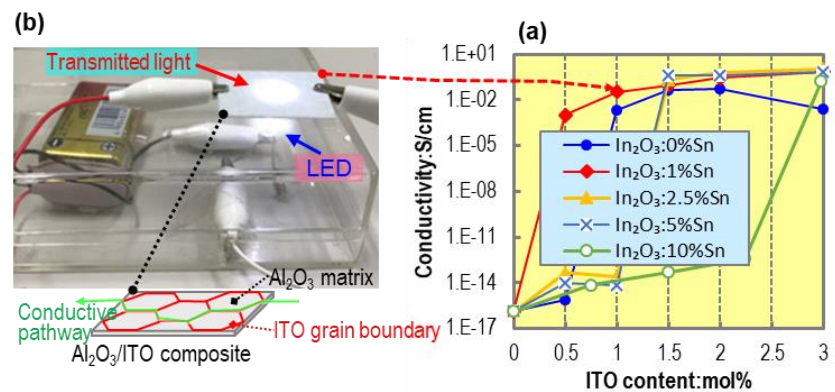 (b)
Transmitted light
LED
Al₂O₃ matrix
Conductive
pathway
ITO grain boundary
Al₂O₃/ITO composite
(a)
Conductivity:S/cm
1.E+01
1.E-02
1.E-05
1.E-08
1.E-11
1.E-14
1.E-17
In₂O₃:0%Sn
In₂O₃:1%Sn
In₂O₃:2.5%Sn
In₂O₃:5%Sn
In₂O₃:10%Sn
0 0.5 1 1.5 2 2.5 3
ITO content:mol%